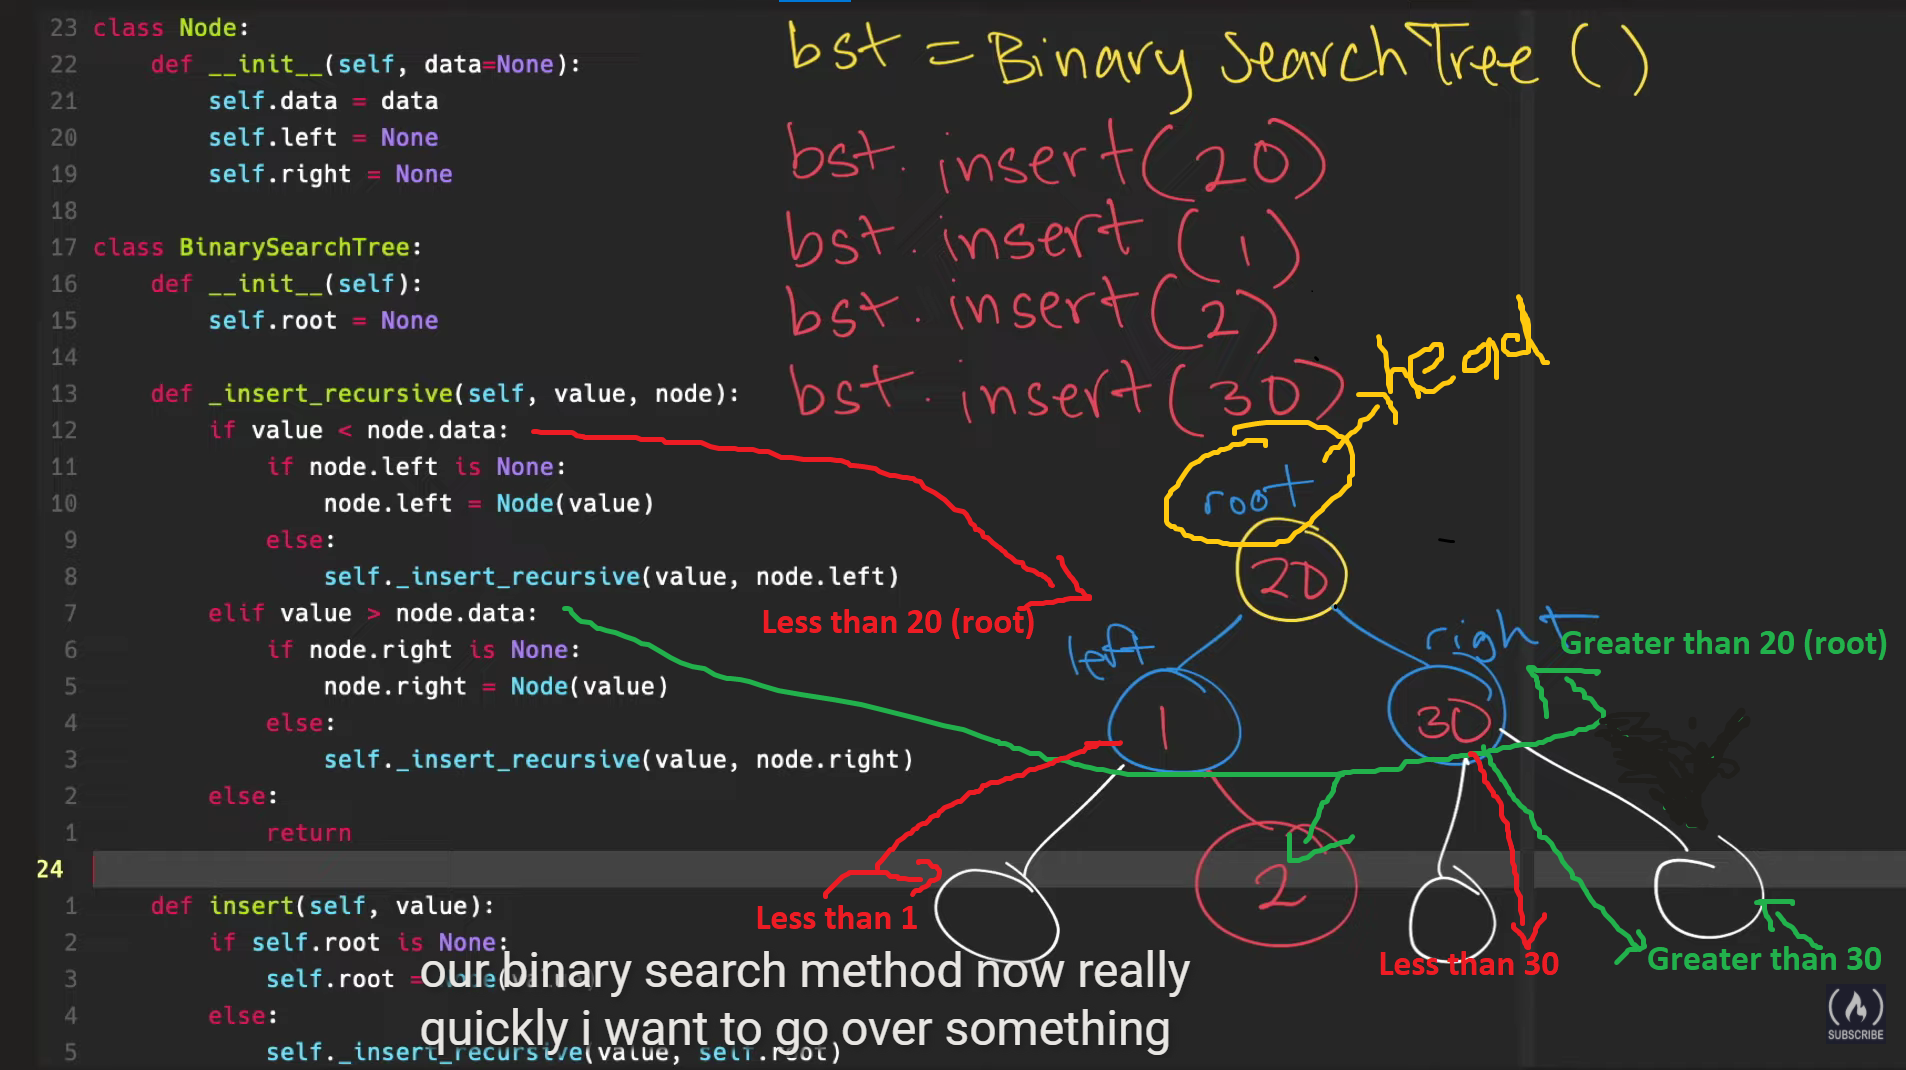 23 class Node:
22 def __init__(self, data=None):
21 self.data = data
20 self.left = None
19 self.right = None
18
17 class BinarySearchTree:
16 def __init__(self):
15 self.root = None
14
13 def _insert_recursive(self, value, node):
12 if value < node.data:
11 if node.left is None:
10 node.left = Node(value)
9 else:
8 self._insert_recursive(value, node.left)
7 elif value > node.data:
6 if node.right is None:
5 node.right = Node(value)
4 else:
3 self._insert_recursive(value, node.right)
2 else:
1 return
24
1 def insert(self, value):
2 if self.root is None:
3 self.root =
4 else:
5 self._insert_recursive(value, self.root)
bst = Binary Search Tree ()
bst. insert (20)
bst. insert (1)
bst. insert (2)
bst. insert (30)
head
root
20
Less than 20 (root)
left
right
Greater than 20 (root)
1
30
2
Less than 1
Less than 30
Greater than 30
our binary search method now really
quickly i want to go over something
SUBSCRIBE